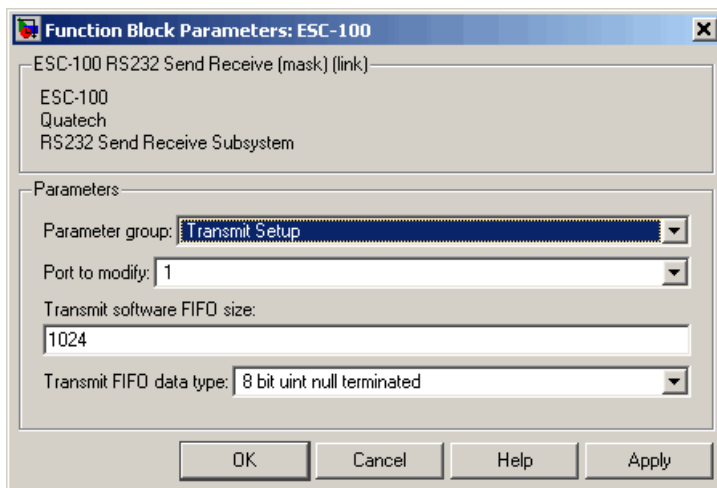 Function Block Parameters: ESC-100
ESC-100 RS232 Send Receive (mask) (link)
ESC-100
Quatech
RS232 Send Receive Subsystem
Parameters
Parameter group: Transmit Setup
Port to modify: 1
Transmit software FIFO size:
1024
Transmit FIFO data type: 8 bit uint null terminated
OK Cancel Help Apply